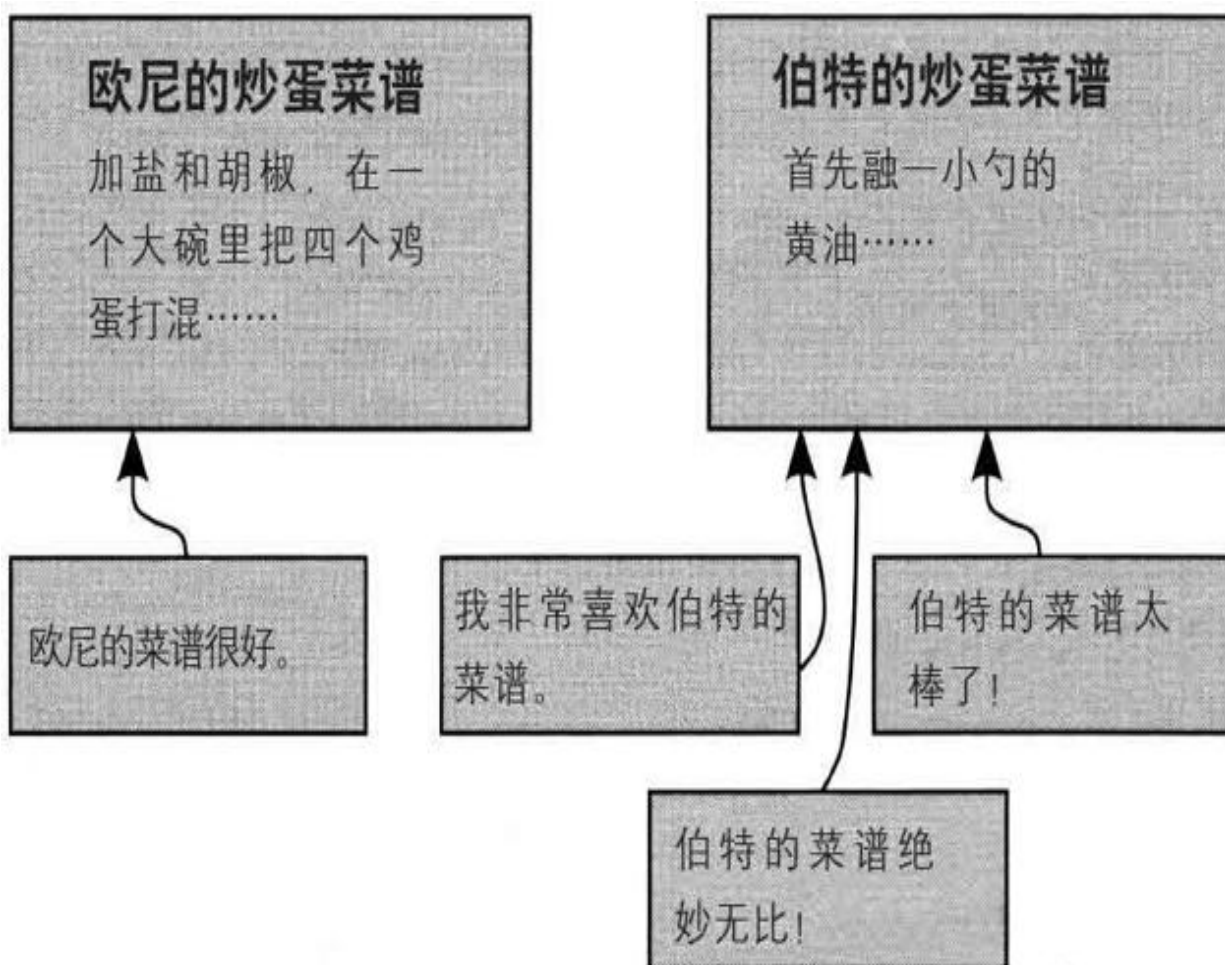 欧尼的炒蛋菜谱
加盐和胡椒，在一
个大碗里把四个鸡
蛋打混……
伯特的炒蛋菜谱
首先融一小勺的
黄油……
欧尼的菜谱很好。
我非常喜欢伯特的
菜谱。
伯特的菜谱太
棒了!
伯特的菜谱绝
妙无比!